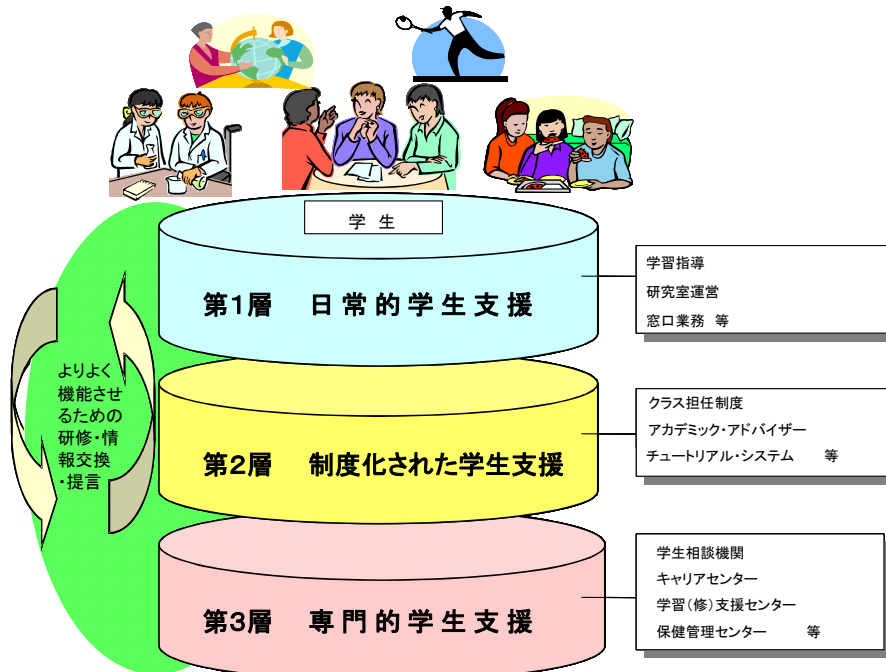 学 生
第1層 日 常 的 学 生 支 援
学習指導
研究室運営
窓口業務 等
よりよく
機能させ
るための
研修・情
報交換
・提言
第2層 制度化された学生支援
クラス担任制度
アカデミック・アドバイザー
チュートリアル・システム 等
第3層 専 門 的 学 生 支 援
学生相談機関
キャリアセンター
学習(修)支援センター
保健管理センター 等